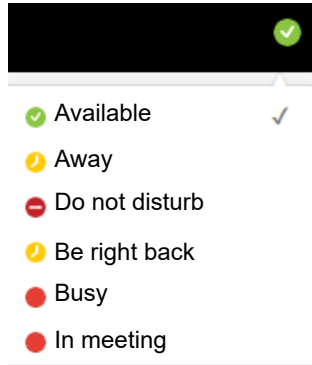 Available
Away
Do not disturb
Be right back
Busy
In meeting